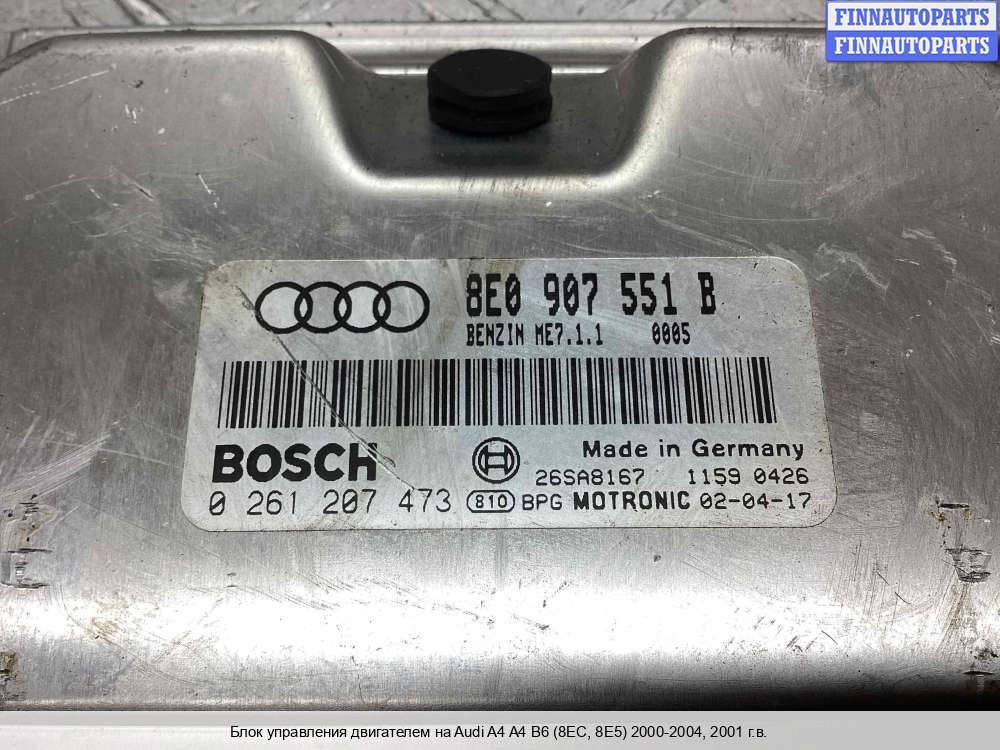 FINNAUTOPARTS
FINNAUTOPARTS
8E0 907 551 B
BENZIN ME7.1.1 0005
BOSCH
Made in Germany
26SA8167 1159 0426
0 261 207 473 810 BPG MOTRONIC 02-04-17
Блок управления двигателем на Audi A4 A4 B6 (8EC, 8E5) 2000-2004, 2001 г.в.